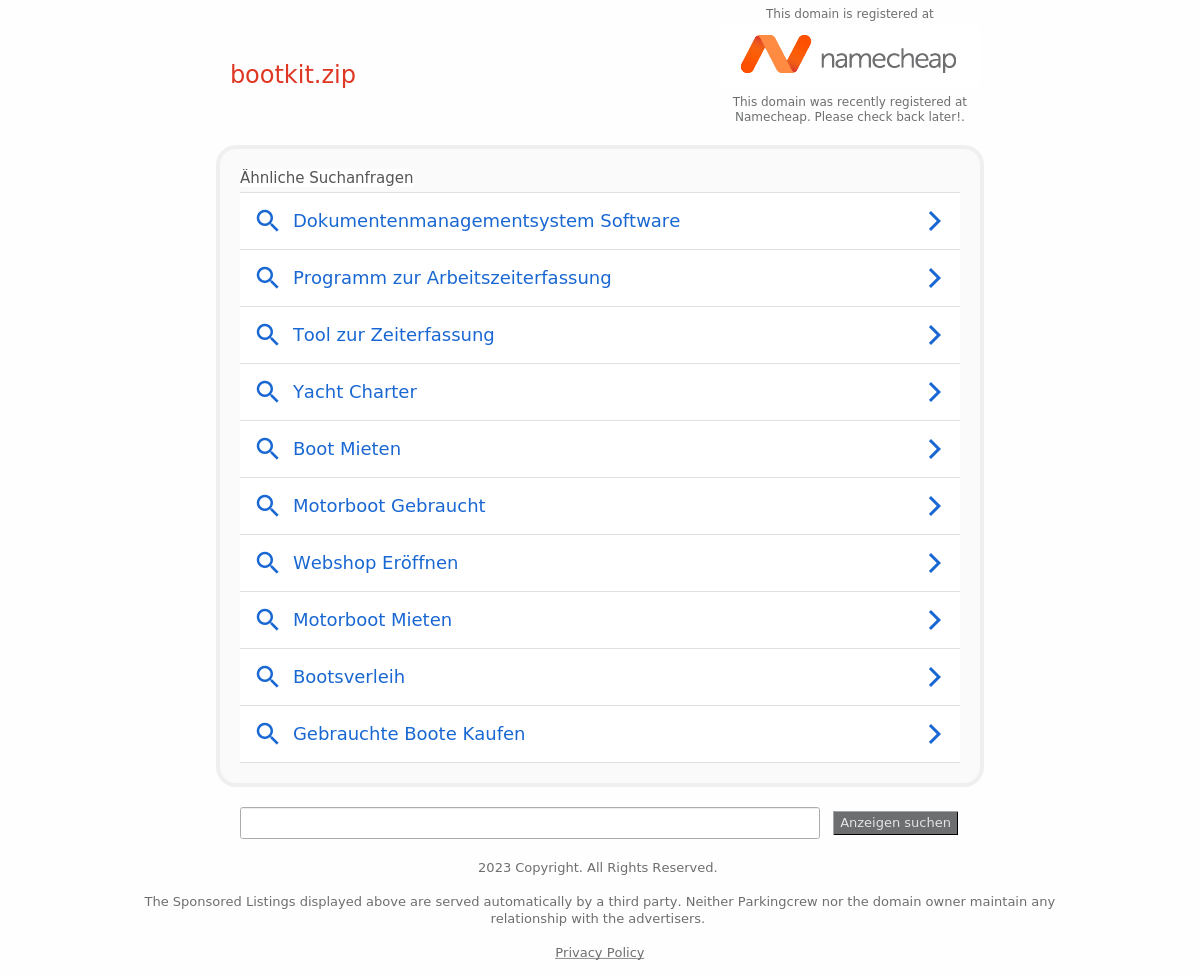 This domain is registered at
namecheap
bootkit.zip
This domain was recently registered at
Namecheap. Please check back later!.
Ähnliche Suchanfragen
Dokumentenmanagementsystem Software
Programm zur Arbeitszeiterfassung
Tool zur Zeiterfassung
Yacht Charter
Boot Mieten
Motorboot Gebraucht
Webshop Eröffnen
Motorboot Mieten
Bootsverleih
Gebrauchte Boote Kaufen
Anzeigen suchen
2023 Copyright. All Rights Reserved.
The Sponsored Listings displayed above are served automatically by a third party. Neither Parkingcrew nor the domain owner maintain any
relationship with the advertisers.
Privacy Policy